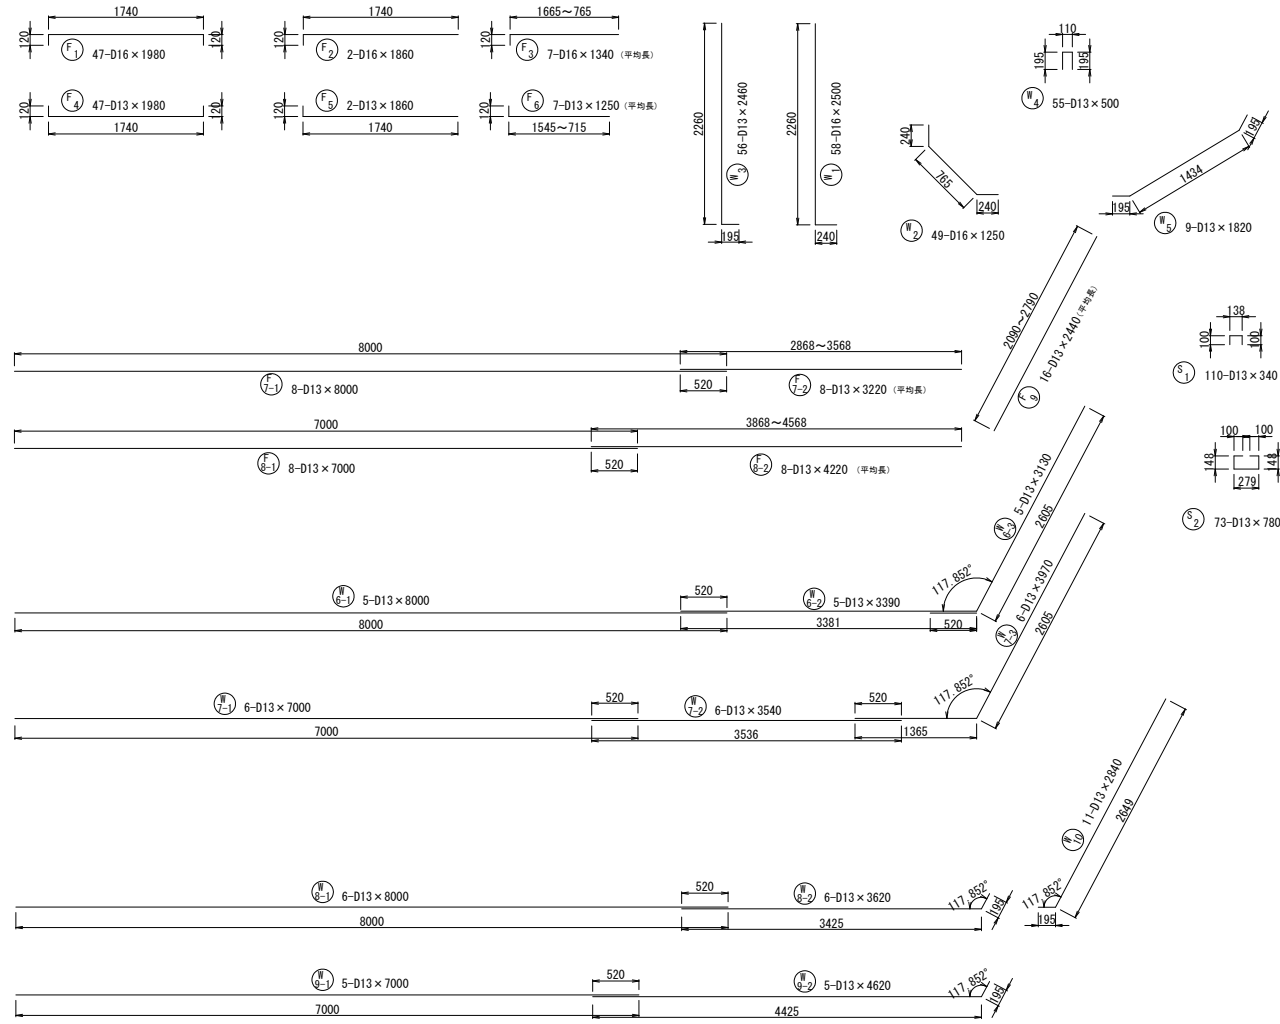 1740
120
120
F1 47-D16×1980
1740
120
F2 2-D16×1860
1665～765
120
F3 7-D16×1340 (平均長)
120
120
F4 47-D13×1980
1740
120
F5 2-D13×1860
1740
120
F6 7-D13×1250 (平均長)
1545～715
2260
W3 56-D13×2460
195
2260
W1 58-D16×2500
240
110
195
195
W4 55-D13×500
240
765
240
W2 49-D16×1250
195
1434
195
W5 9-D13×1820
8000
F7-1 8-D13×8000
2868～3568
520
F7-2 8-D13×3220 (平均長)
2090～2790
F9 16-D13×2440(平均長)
138
100
100
S1 110-D13×340
7000
F8-1 8-D13×7000
3868～4568
520
F8-2 8-D13×4220 (平均長)
100 100
148
148
279
S2 73-D13×780
W6-1 5-D13×8000
8000
520
W6-2 5-D13×3390
3381
520
117.852°
W6-3 5-D13×3130
2605
W7-1 6-D13×7000
7000
520
W7-2 6-D13×3540
3536
520
1365
117.852°
W7-3 6-D13×3970
2605
W8-1 6-D13×8000
8000
520
W8-2 6-D13×3620
3425
117.852°
195
W10 11-D13×2840
2649
117.852°
195
W9-1 5-D13×7000
7000
520
W9-2 5-D13×4620
4425
117.852°
195